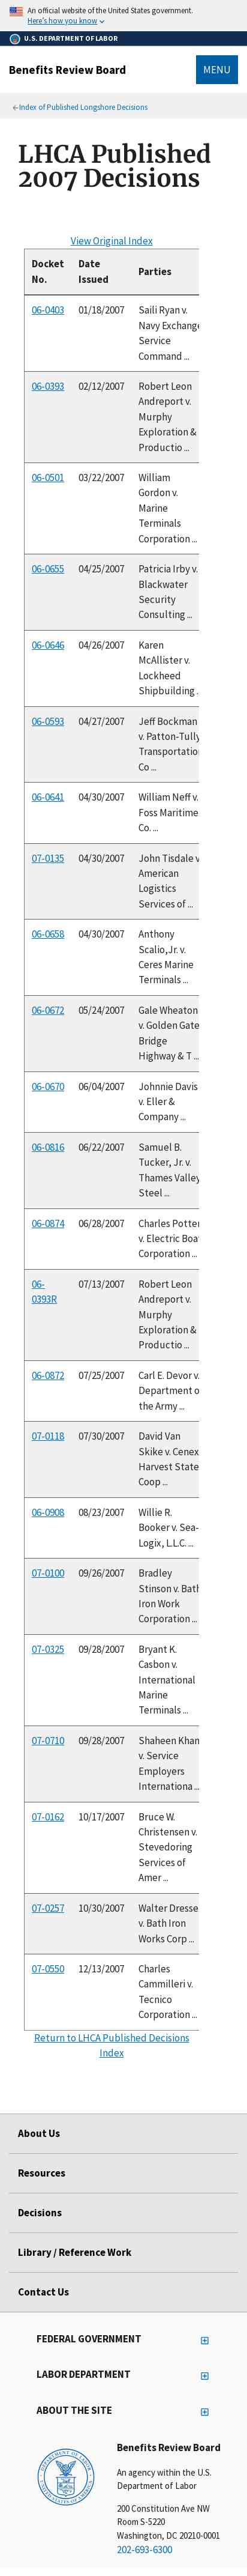 An official website of the United States government.
Here's how you know
U.S. DEPARTMENT OF LABOR
Benefits Review Board
MENU
Index of Published Longshore Decisions
LHCA Published
2007 Decisions
View Original Index
Docket No. Date Issued Parties
06-0403 01/18/2007 Saili Ryan v.
Navy Exchange
Service
Command ...
06-0393 02/12/2007 Robert Leon
Andreport v.
Murphy
Exploration &
Productio ...
06-0501 03/22/2007 William
Gordon v.
Marine
Terminals
Corporation ...
06-0655 04/25/2007 Patricia Irby v.
Blackwater
Security
Consulting ...
06-0646 04/26/2007 Karen
McAllister v.
Lockheed
Shipbuilding .
06-0593 04/27/2007 Jeff Bockman
v. Patton-Tully
Transportation
Co ...
06-0641 04/30/2007 William Neff v.
Foss Maritime
Co. ...
07-0135 04/30/2007 John Tisdale v
American
Logistics
Services of ...
06-0658 04/30/2007 Anthony
Scalio,Jr. v.
Ceres Marine
Terminals ...
06-0672 05/24/2007 Gale Wheaton
v. Golden Gate
Bridge
Highway & T ...
06-0670 06/04/2007 Johnnie Davis
v. Eller &
Company ...
06-0816 06/22/2007 Samuel B.
Tucker, Jr. v.
Thames Valley
Steel ...
06-0874 06/28/2007 Charles Potter
v. Electric Boa
Corporation ...
06-0393R 07/13/2007 Robert Leon
Andreport v.
Murphy
Exploration &
Productio ...
06-0872 07/25/2007 Carl E. Devor v.
Department o
the Army ...
07-0118 07/30/2007 David Van
Skike v. Cenex
Harvest State
Coop ...
06-0908 08/23/2007 Willie R.
Booker v. Sea-
Logix, L.L.C. ...
07-0100 09/26/2007 Bradley
Stinson v. Bath
Iron Work
Corporation ...
07-0325 09/28/2007 Bryant K.
Casbon v.
International
Marine
Terminals ...
07-0710 09/28/2007 Shaheen Khan
v. Service
Employers
Internationa ...
07-0162 10/17/2007 Bruce W.
Christensen v.
Stevedoring
Services of
Amer ...
07-0257 10/30/2007 Walter Dresse
v. Bath Iron
Works Corp ...
07-0550 12/13/2007 Charles
Cammilleri v.
Tecnico
Corporation ...
Return to LHCA Published Decisions
Index
About Us
Resources
Decisions
Library / Reference Work
Contact Us
FEDERAL GOVERNMENT
LABOR DEPARTMENT
ABOUT THE SITE
Benefits Review Board
An agency within the U.S.
Department of Labor
200 Constitution Ave NW
Room S-5220
Washington, DC 20210-0001
202-693-6300